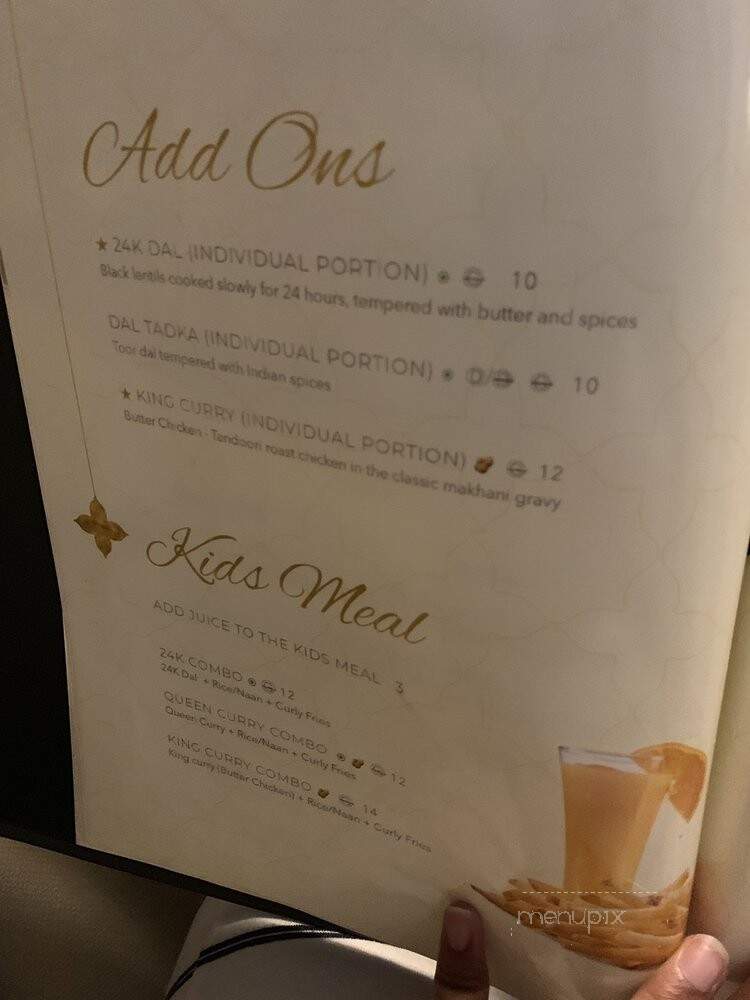 Add Ons
★ 24K DAL (INDIVIDUAL PORTION) 10
Black lentils cooked slowly for 24 hours, tempered with butter and spices
DAL TADKA (INDIVIDUAL PORTION) D/ 10
Toor dal tempered with Indian spices
★ KING CURRY (INDIVIDUAL PORTION) 12
Butter Chicken - Tandoori roast chicken in the classic makhani gravy
Kids Meal
ADD JUICE TO THE KIDS MEAL 3
24K COMBO 12
24K Dal + Rice/Naan + Curly Fries
QUEEN CURRY COMBO 12
Queen Curry + Rice/Naan + Curly Fries
KING CURRY COMBO 14
King curry (Butter Chicken) + Rice/Naan + Curly Fries
menupix